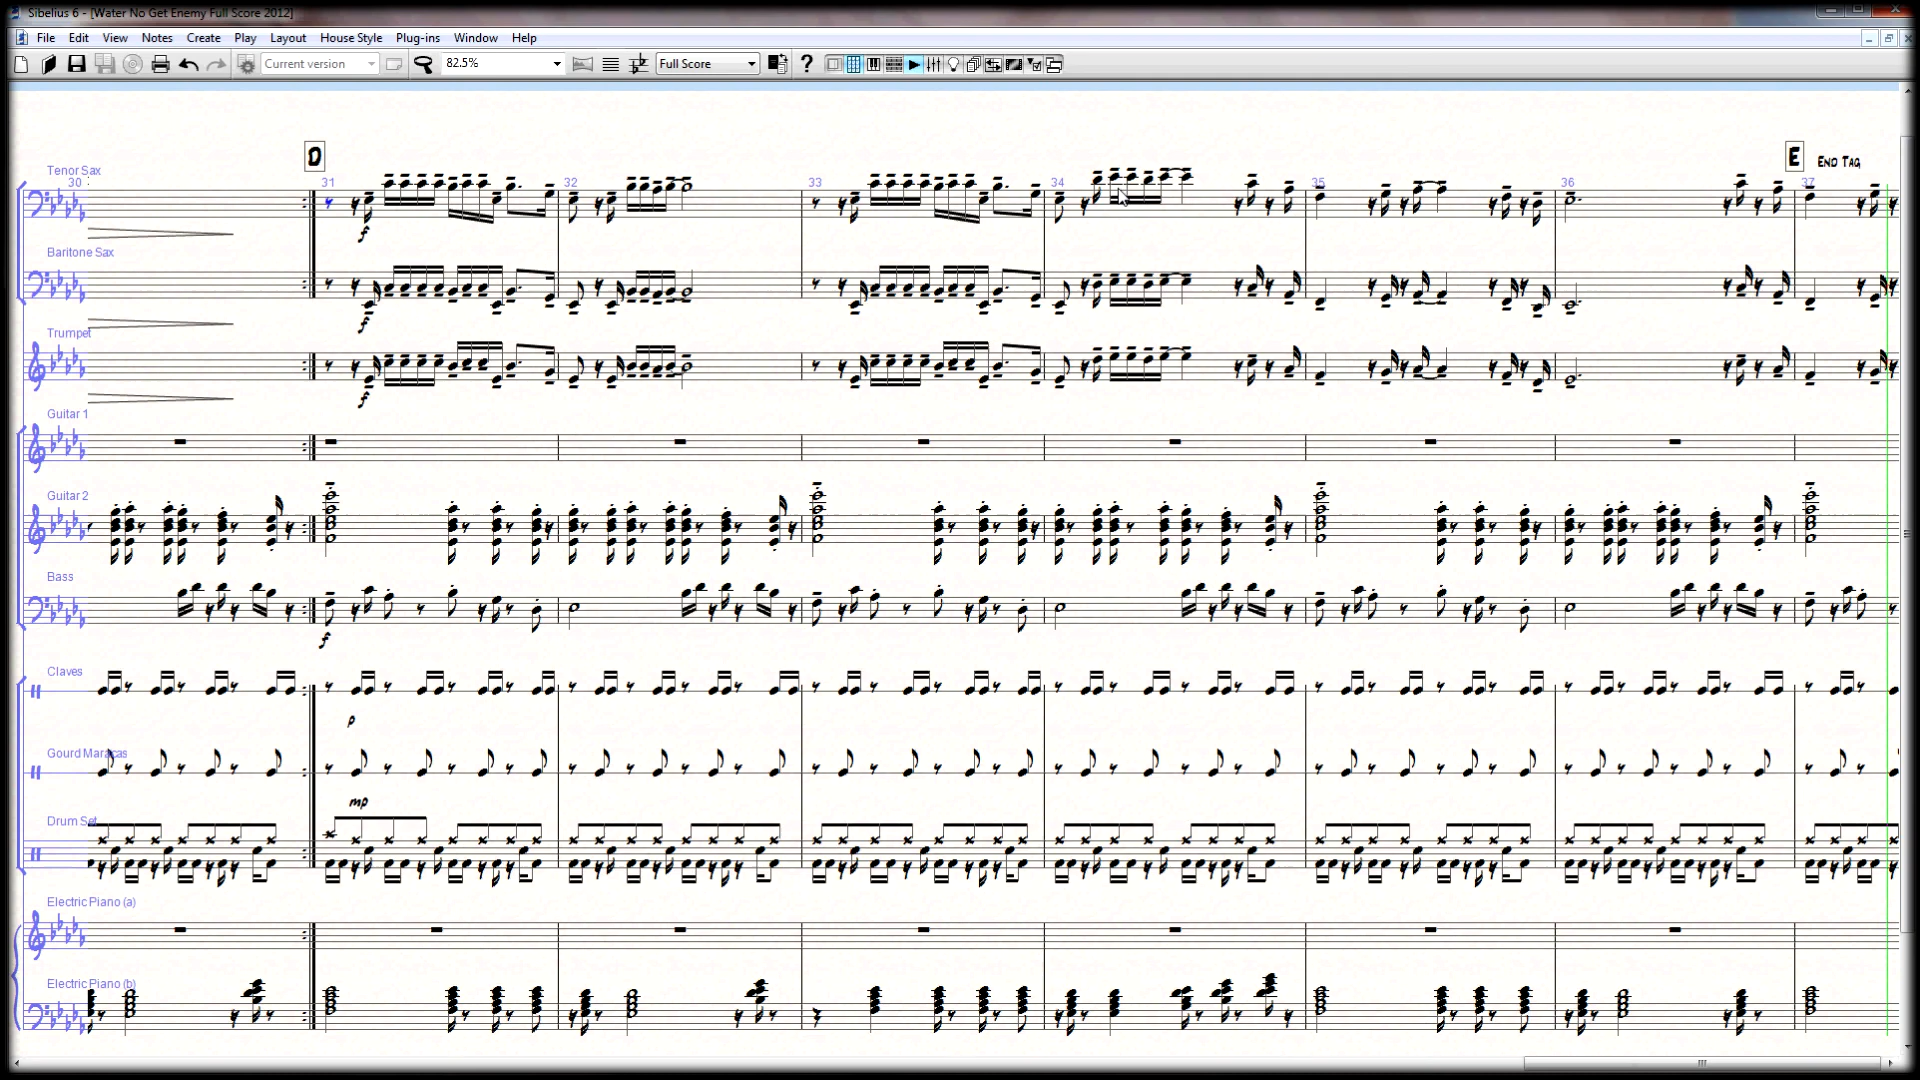 Sibelius 6 - [Water No Get Enemy Full Score 2012]
File Edit View Notes Create Play Layout House Style Plug-ins Window Help
Current version 82.5% Full Score ?
D E END TAG
Tenor Sax
30 31 32 33 34 35 36 37
f
Baritone Sax
f
Trumpet
f
Guitar 1
Guitar 2
Bass
f
Claves
p
Gourd Maracas
mp
Drum Set
Electric Piano (a)
Electric Piano (b)